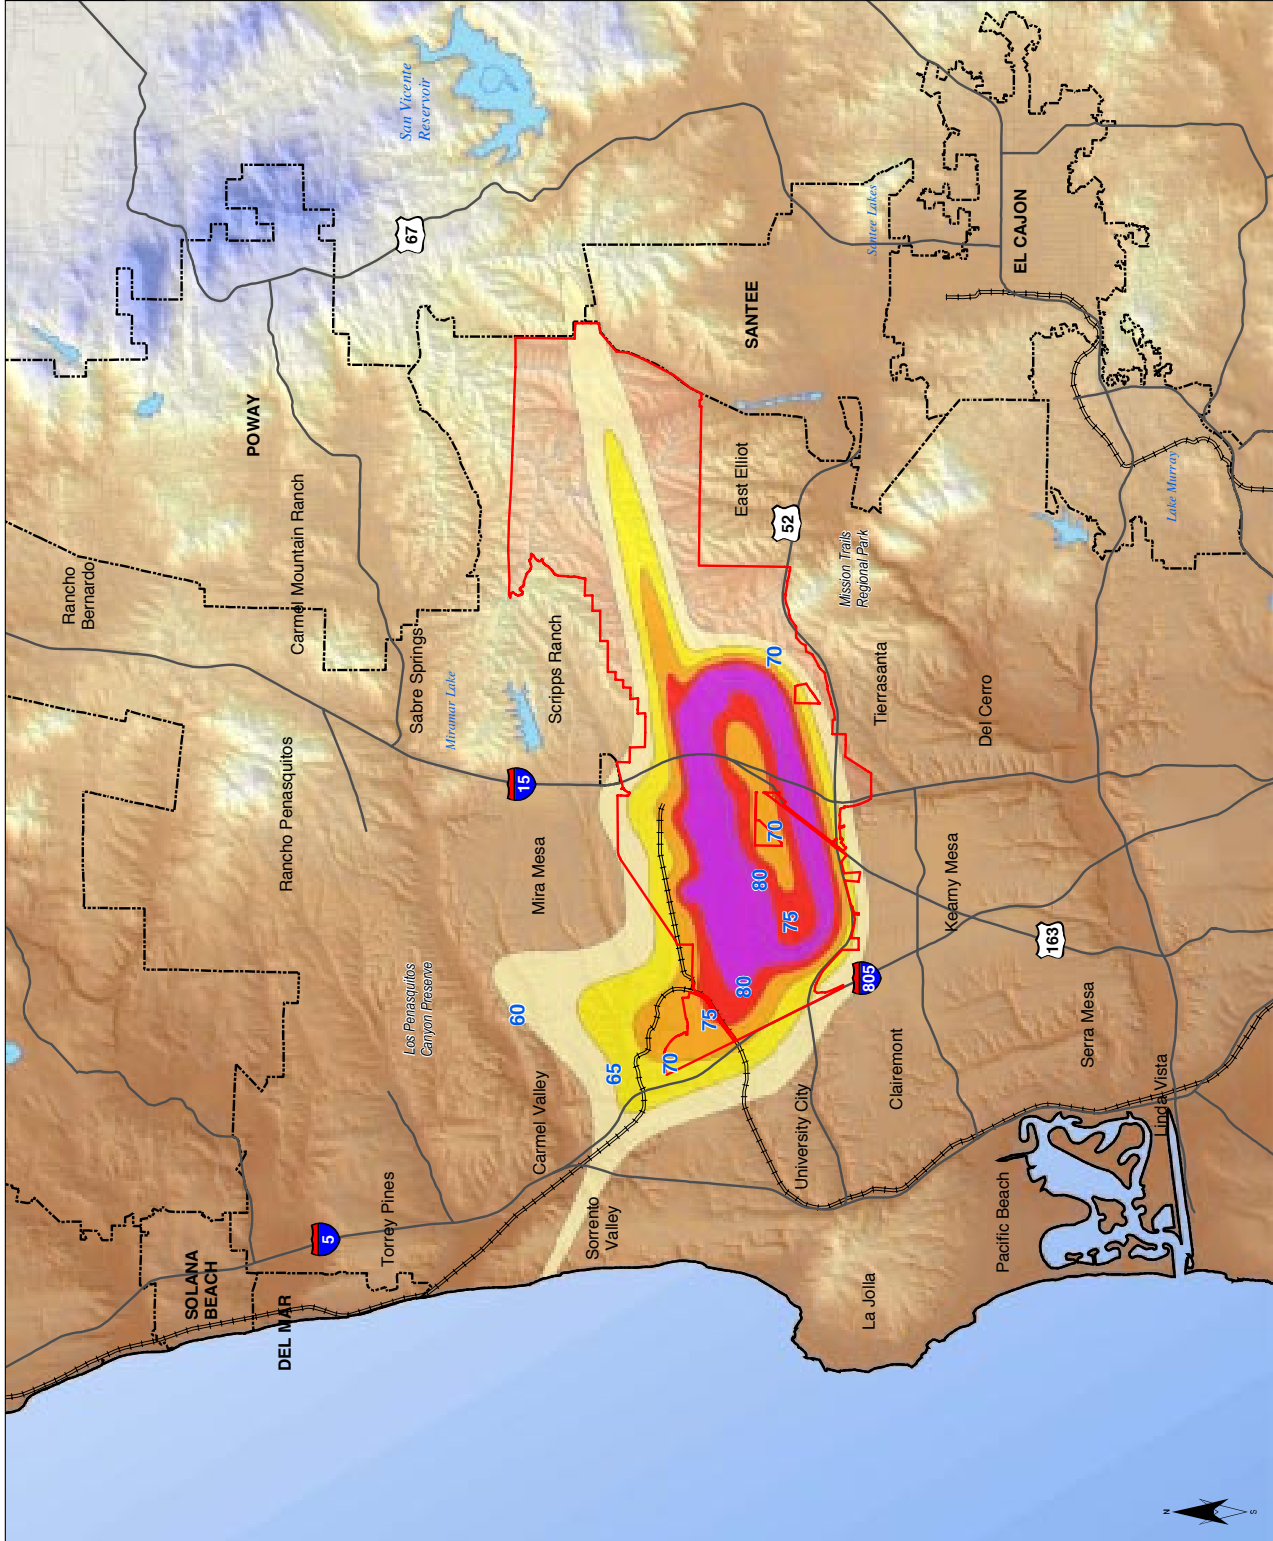 San Vicente
Reservoir
67
POWAY
Rancho
Bernardo
Carmel Mountain Ranch
Sabre Springs
Miramar Lake
Scripps Ranch
Rancho Penasquitos
15
Mira Mesa
Los Penasquitos
Canyon Preserve
60
65
70
75
80
75
80
70
70
Carmel Valley
Torrey Pines
5
SOLANA
BEACH
DEL MAR
Sorrento
Valley
University City
Clairemont
La Jolla
Pacific Beach
Linda Vista
Serra Mesa
163
805
Kearny Mesa
Del Cerro
Tierrasanta
Mission Trails
Regional Park
52
East Elliot
SANTEE
Santee Lakes
EL CAJON
Lake Murray
N
S